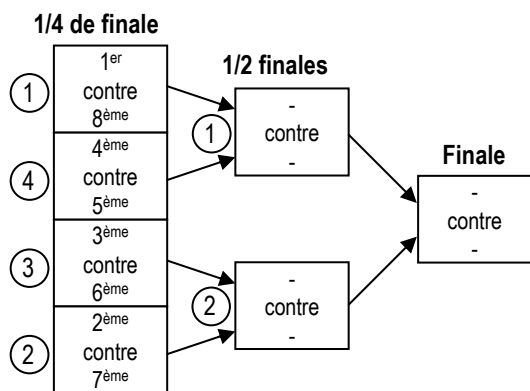 1/4 de finale
1
1er
contre
8ème
4
4ème
contre
5ème
3
3ème
contre
6ème
2
2ème
contre
7ème
1/2 finales
1
-
contre
-
2
-
contre
-
Finale
-
contre
-